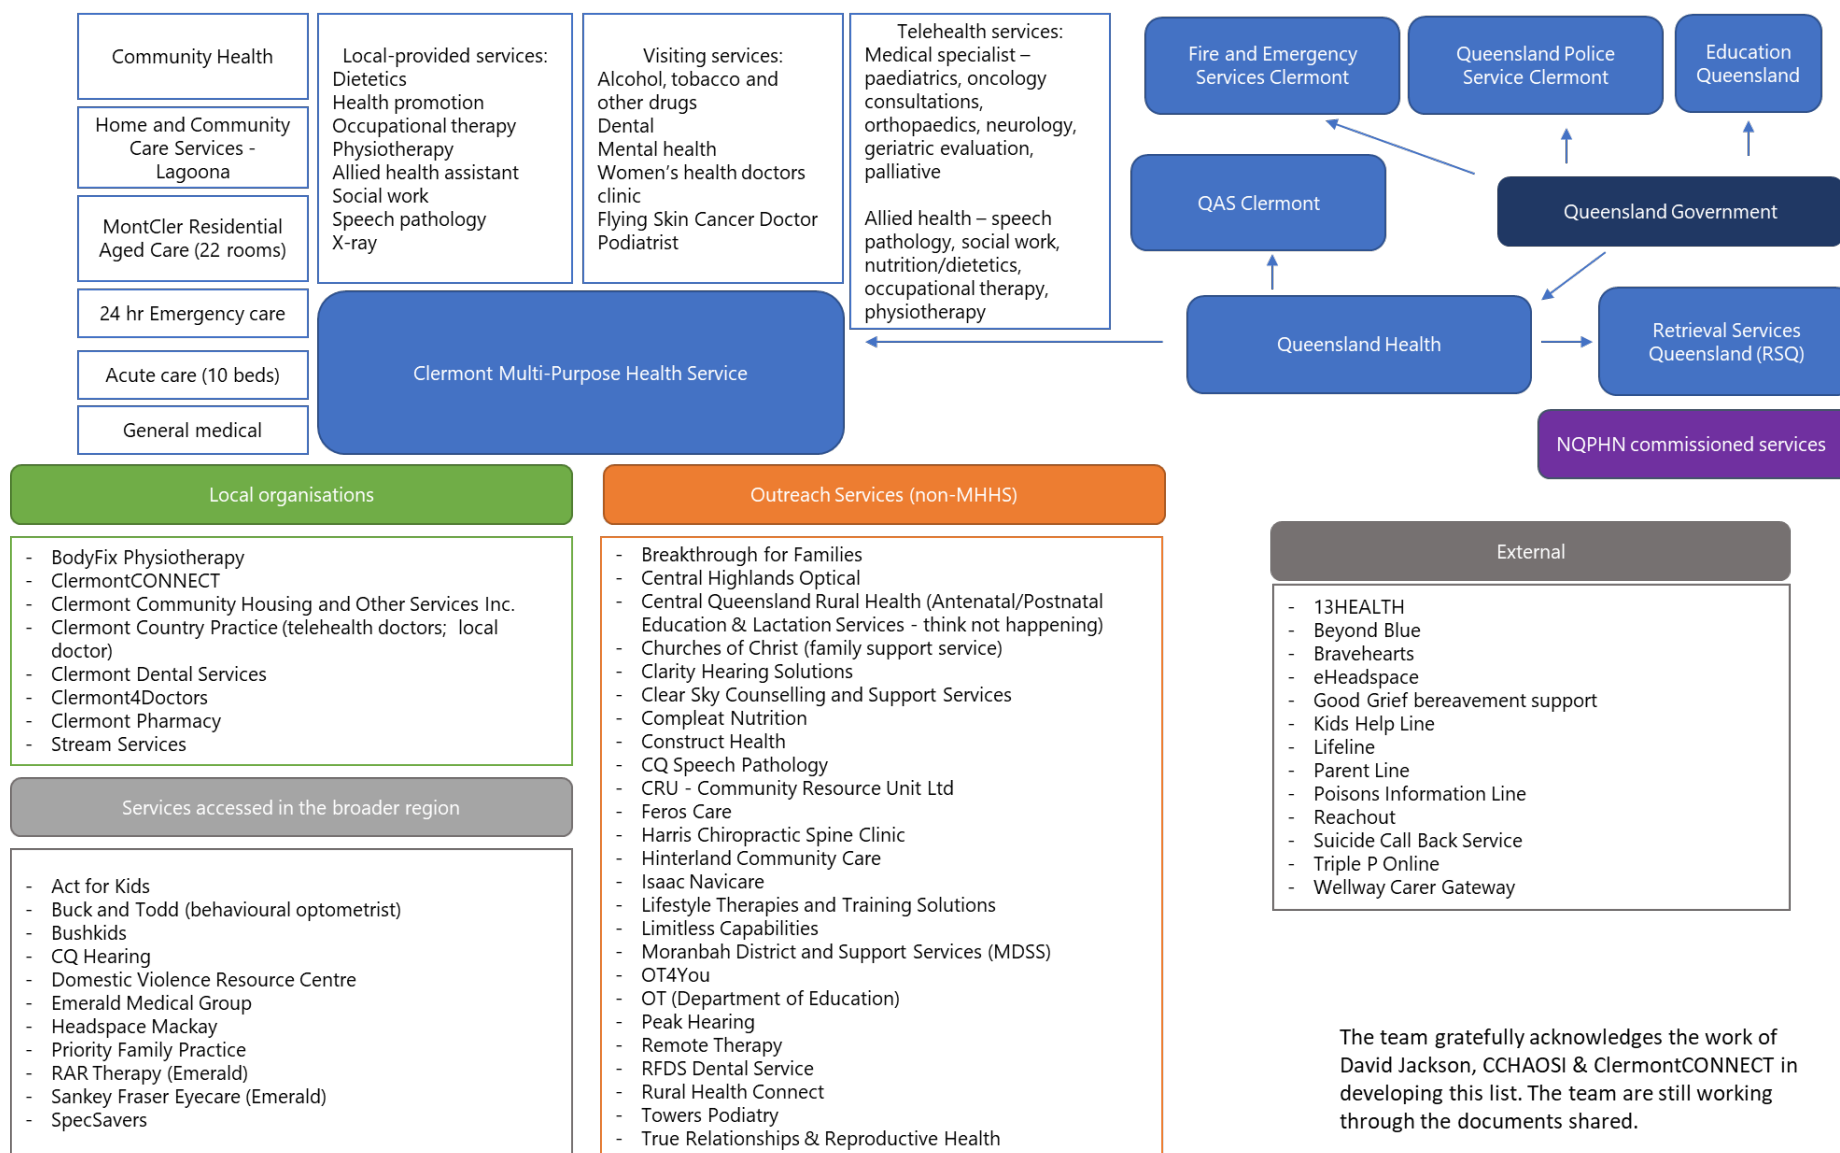 Community Health
Home and Community
Care Services -
Lagoona
MontCler Residential
Aged Care (22 rooms)
24 hr Emergency care
Acute care (10 beds)
General medical
Local-provided services:
Dietetics
Health promotion
Occupational therapy
Physiotherapy
Allied health assistant
Social work
Speech pathology
X-ray
Visiting services:
Alcohol, tobacco and
other drugs
Dental
Mental health
Women's health doctors
clinic
Flying Skin Cancer Doctor
Podiatrist
Telehealth services:
Medical specialist –
paediatrics, oncology
consultations,
orthopaedics, neurology,
geriatric evaluation,
palliative
Allied health – speech
pathology, social work,
nutrition/dietetics,
occupational therapy,
physiotherapy
Clermont Multi-Purpose Health Service
Fire and Emergency
Services Clermont
Queensland Police
Service Clermont
Education
Queensland
QAS Clermont
Queensland Government
Queensland Health
Retrieval Services
Queensland (RSQ)
NQPHN commissioned services
Local organisations
- BodyFix Physiotherapy
- ClermontCONNECT
- Clermont Community Housing and Other Services Inc.
- Clermont Country Practice (telehealth doctors; local
doctor)
- Clermont Dental Services
- Clermont4Doctors
- Clermont Pharmacy
- Stream Services
Services accessed in the broader region
- Act for Kids
- Buck and Todd (behavioural optometrist)
- Bushkids
- CQ Hearing
- Domestic Violence Resource Centre
- Emerald Medical Group
- Headspace Mackay
- Priority Family Practice
- RAR Therapy (Emerald)
- Sankey Fraser Eyecare (Emerald)
- SpecSavers
Outreach Services (non-MHHS)
- Breakthrough for Families
- Central Highlands Optical
- Central Queensland Rural Health (Antenatal/Postnatal
Education & Lactation Services - think not happening)
- Churches of Christ (family support service)
- Clarity Hearing Solutions
- Clear Sky Counselling and Support Services
- Compleat Nutrition
- Construct Health
- CQ Speech Pathology
- CRU - Community Resource Unit Ltd
- Feros Care
- Harris Chiropractic Spine Clinic
- Hinterland Community Care
- Isaac Navicare
- Lifestyle Therapies and Training Solutions
- Limitless Capabilities
- Moranbah District and Support Services (MDSS)
- OT4You
- OT (Department of Education)
- Peak Hearing
- Remote Therapy
- RFDS Dental Service
- Rural Health Connect
- Towers Podiatry
- True Relationships & Reproductive Health
External
- 13HEALTH
- Beyond Blue
- Bravehearts
- eHeadspace
- Good Grief bereavement support
- Kids Help Line
- Lifeline
- Parent Line
- Poisons Information Line
- Reachout
- Suicide Call Back Service
- Triple P Online
- Wellway Carer Gateway
The team gratefully acknowledges the work of
David Jackson, CCHAOSI & ClermontCONNECT in
developing this list. The team are still working
through the documents shared.